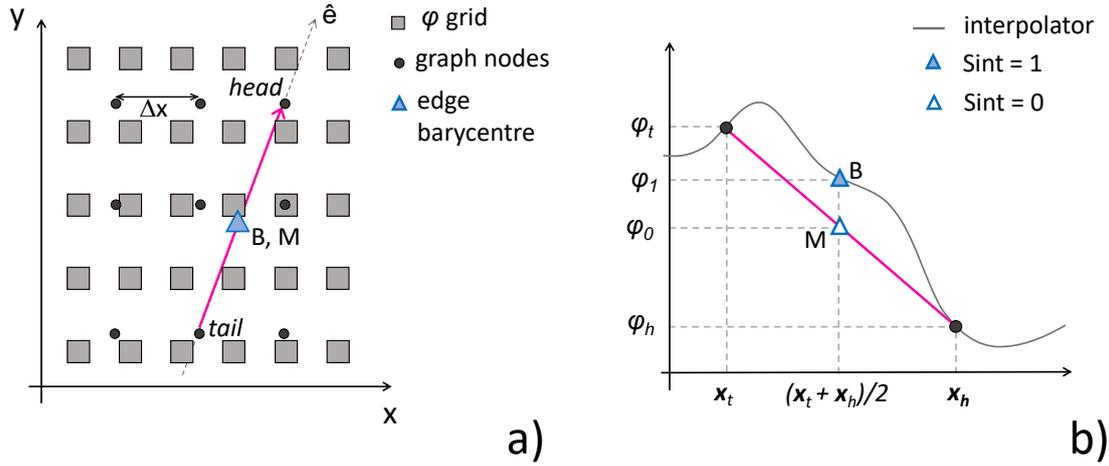 y
ê
φ grid
graph nodes
edge
barycentre
head
Δx
B, M
tail
x
a)
interpolator
Sint = 1
Sint = 0
φt
φ1
φ0
φh
B
M
xt
(xt + xh)/2
xh
b)